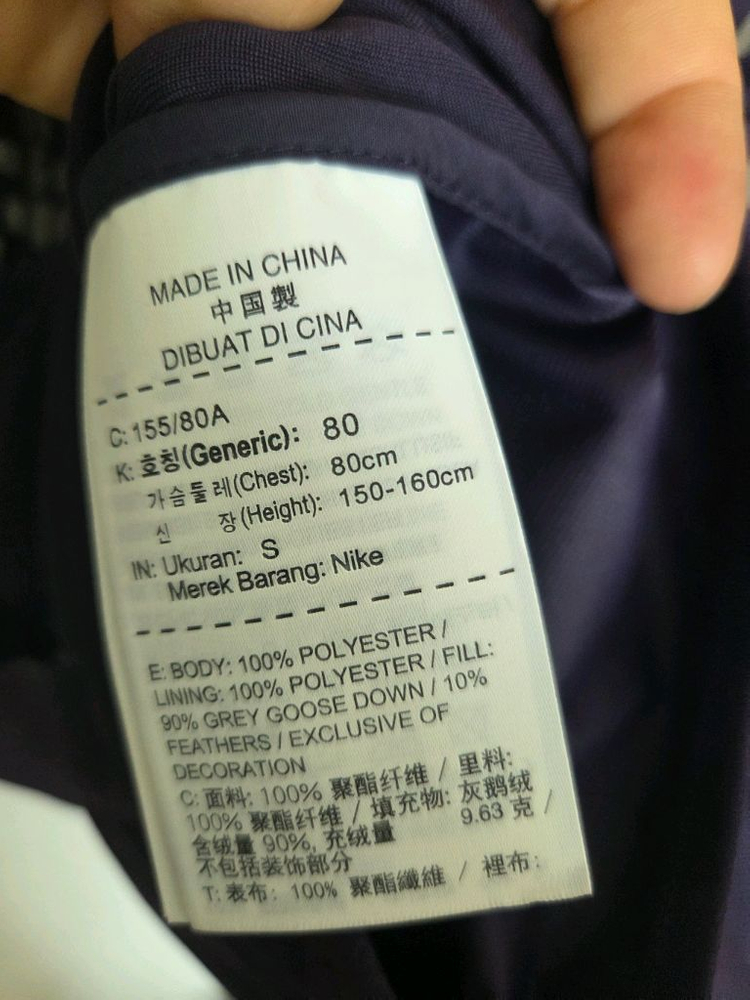 MADE IN CHINA
中国製
DIBUAT DI CINA
C: 155/80A
K: 호칭(Generic): 80
가슴둘레(Chest): 80cm
신 장(Height): 150-160cm
IN: Ukuran: S
Merek Barang: Nike
E: BODY: 100% POLYESTER /
LINING: 100% POLYESTER / FILL:
90% GREY GOOSE DOWN / 10%
FEATHERS / EXCLUSIVE OF
DECORATION
C: 面料: 100% 聚酯纤维 / 里料:
100% 聚酯纤维 / 填充物: 灰鹅绒
含绒量 90%, 充绒量 9.63 克 /
不包括装饰部分
T: 表布: 100% 聚酯纖維 / 裡布: